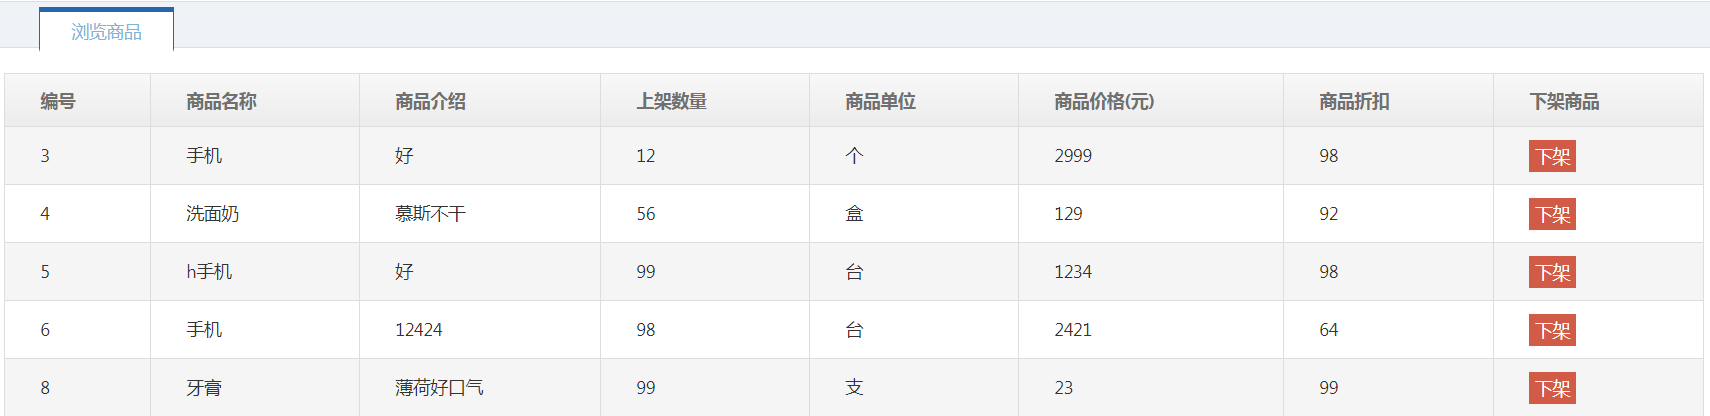 浏览商品
编号 商品名称 商品介绍 上架数量 商品单位 商品价格(元) 商品折扣 下架商品
3 手机 好 12 个 2999 98 下架
4 洗面奶 慕斯不干 56 盒 129 92 下架
5 h手机 好 99 台 1234 98 下架
6 手机 12424 98 台 2421 64 下架
8 牙膏 薄荷好口气 99 支 23 99 下架